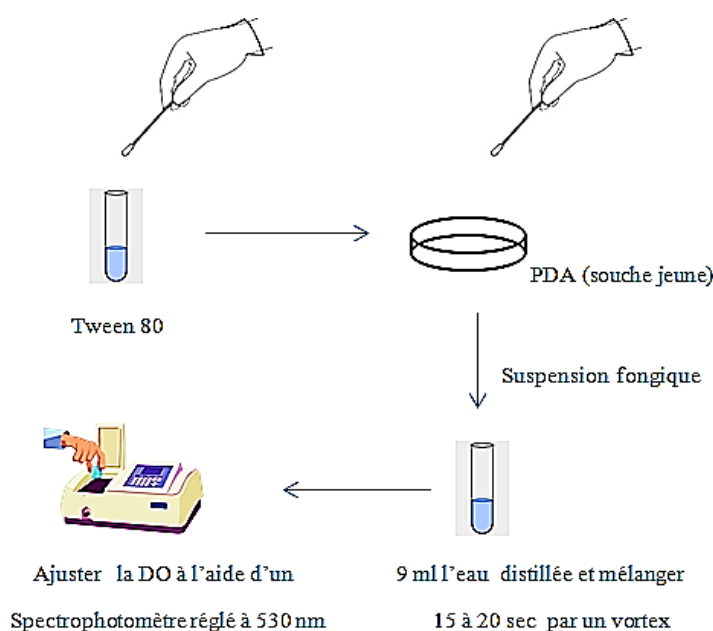 Tween 80
PDA (souche jeune)
Suspension fongique
9 ml l'eau distillée et mélanger
15 à 20 sec par un vortex
Ajuster la DO à l'aide d'un
Spectrophotomètre réglé à 530 nm